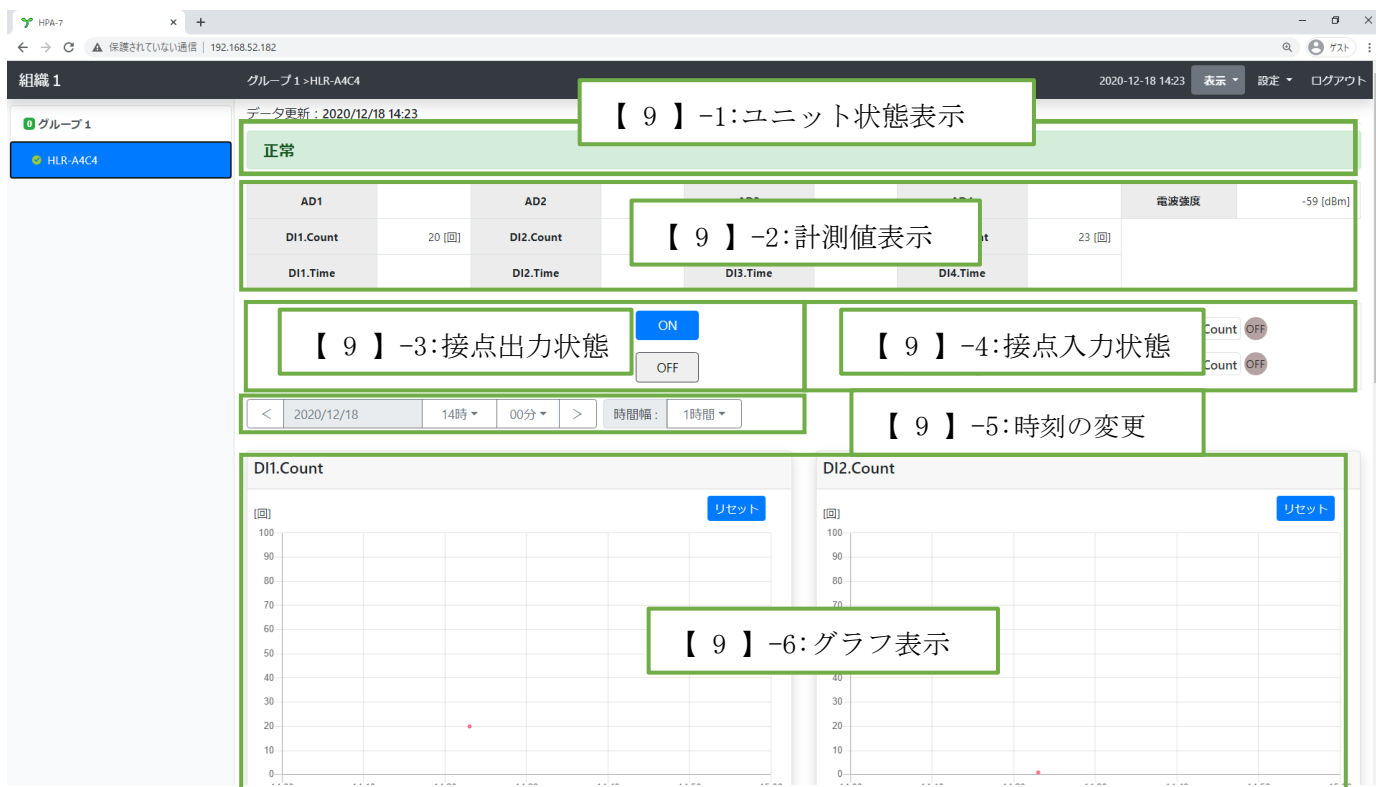 HPA-7 × +
保護されていない通信 | 192.168.52.182 ゲスト
組織 1 グループ 1 >HLR-A4C4 2020-12-18 14:23 表示 設定 ログアウト
0 グループ 1
HLR-A4C4
データ更新 : 2020/12/18 14:23
【 9 】-1:ユニット状態表示
正常
AD1 AD2 電波強度 -59 [dBm]
DI1.Count 20 [回] DI2.Count 23 [回]
【 9 】-2:計測値表示
DI1.Time DI2.Time DI3.Time DI4.Time
ON
OFF
【 9 】-3:接点出力状態
【 9 】-4:接点入力状態
Count OFF
Count OFF
< 2020/12/18 14時 00分 > 時間幅 : 1時間
【 9 】-5:時刻の変更
DI1.Count
リセット
[回]
100
90
80
70
60
50
40
30
20
10
0
DI2.Count
リセット
[回]
100
90
80
70
60
40
30
20
10
0
【 9 】-6:グラフ表示